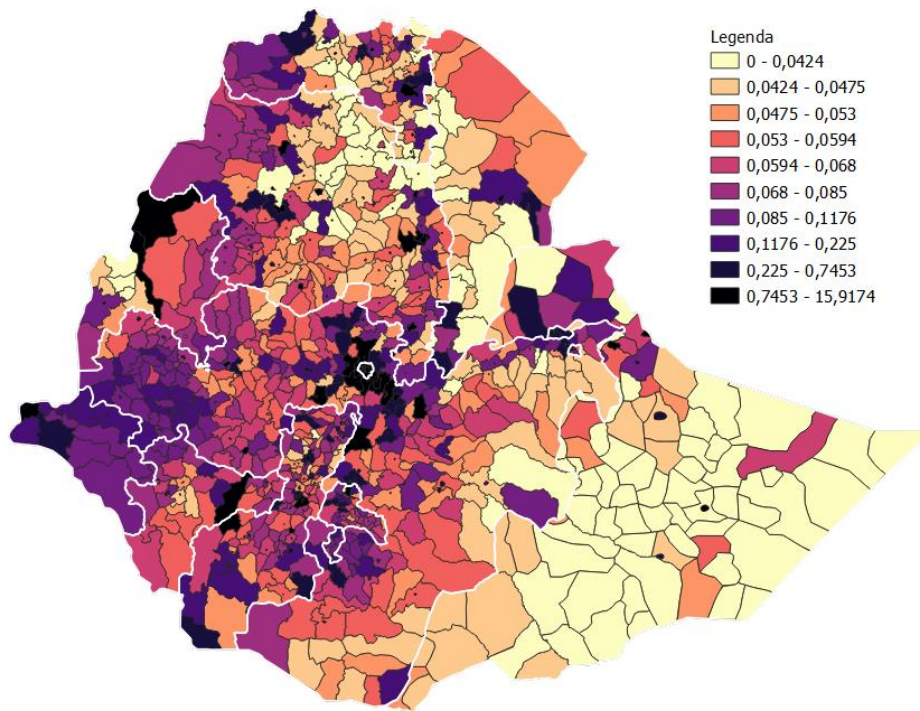 Legenda
0 - 0,0424
0,0424 - 0,0475
0,0475 - 0,053
0,053 - 0,0594
0,0594 - 0,068
0,068 - 0,085
0,085 - 0,1176
0,1176 - 0,225
0,225 - 0,7453
0,7453 - 15,9174